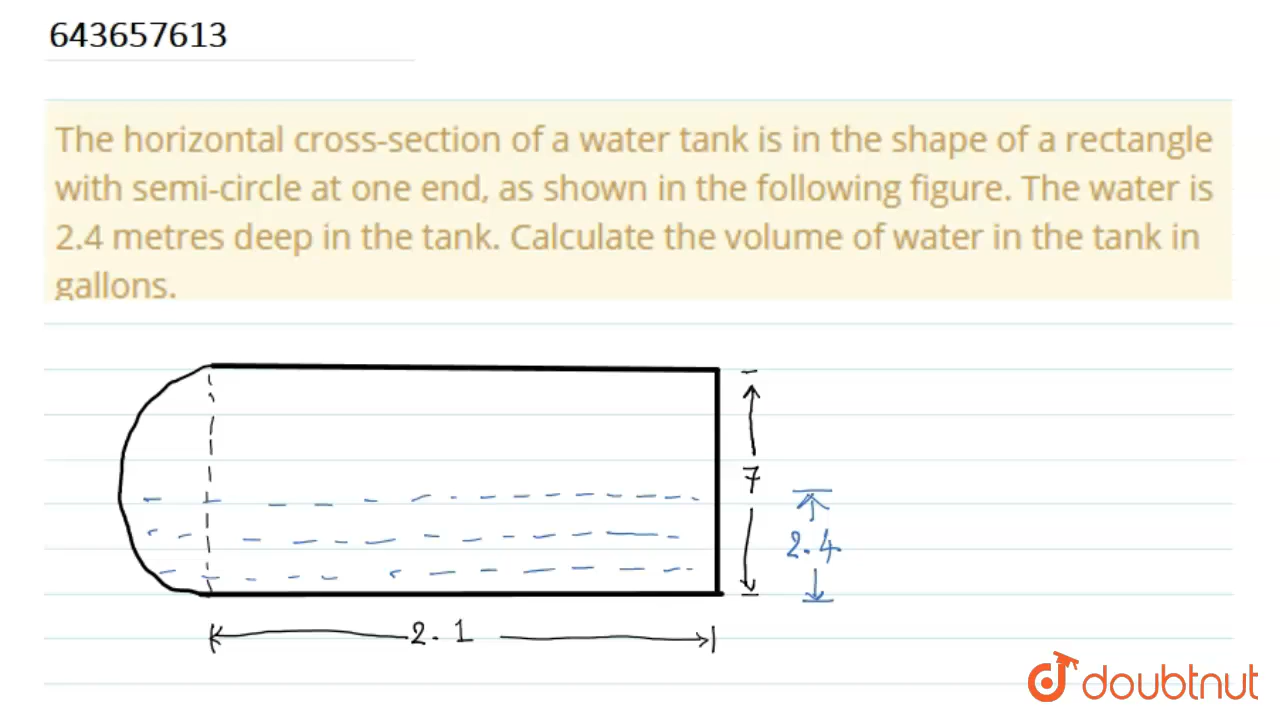 643657613
The horizontal cross-section of a water tank is in the shape of a rectangle
with semi-circle at one end, as shown in the following figure. The water is
2.4 metres deep in the tank. Calculate the volume of water in the tank in
gallons.
7
2.4
2.1
doubtnut